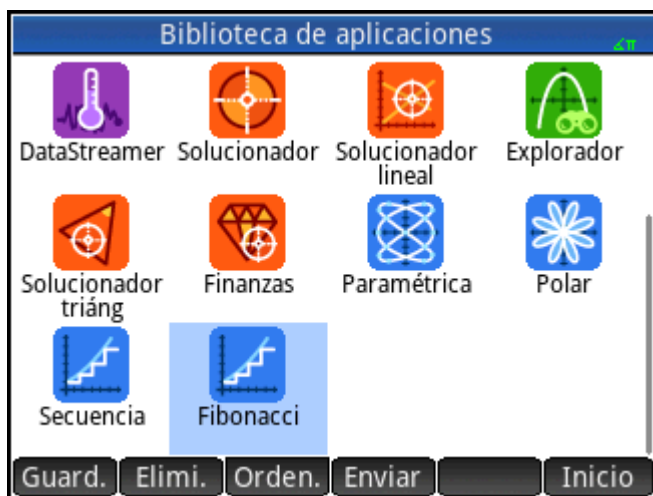 Biblioteca de aplicaciones
∡π
DataStreamer
Solucionador
Solucionador
lineal
Explorador
Solucionador
triáng
Finanzas
Paramétrica
Polar
Secuencia
Fibonacci
Guard.
Elimi.
Orden.
Enviar
Inicio